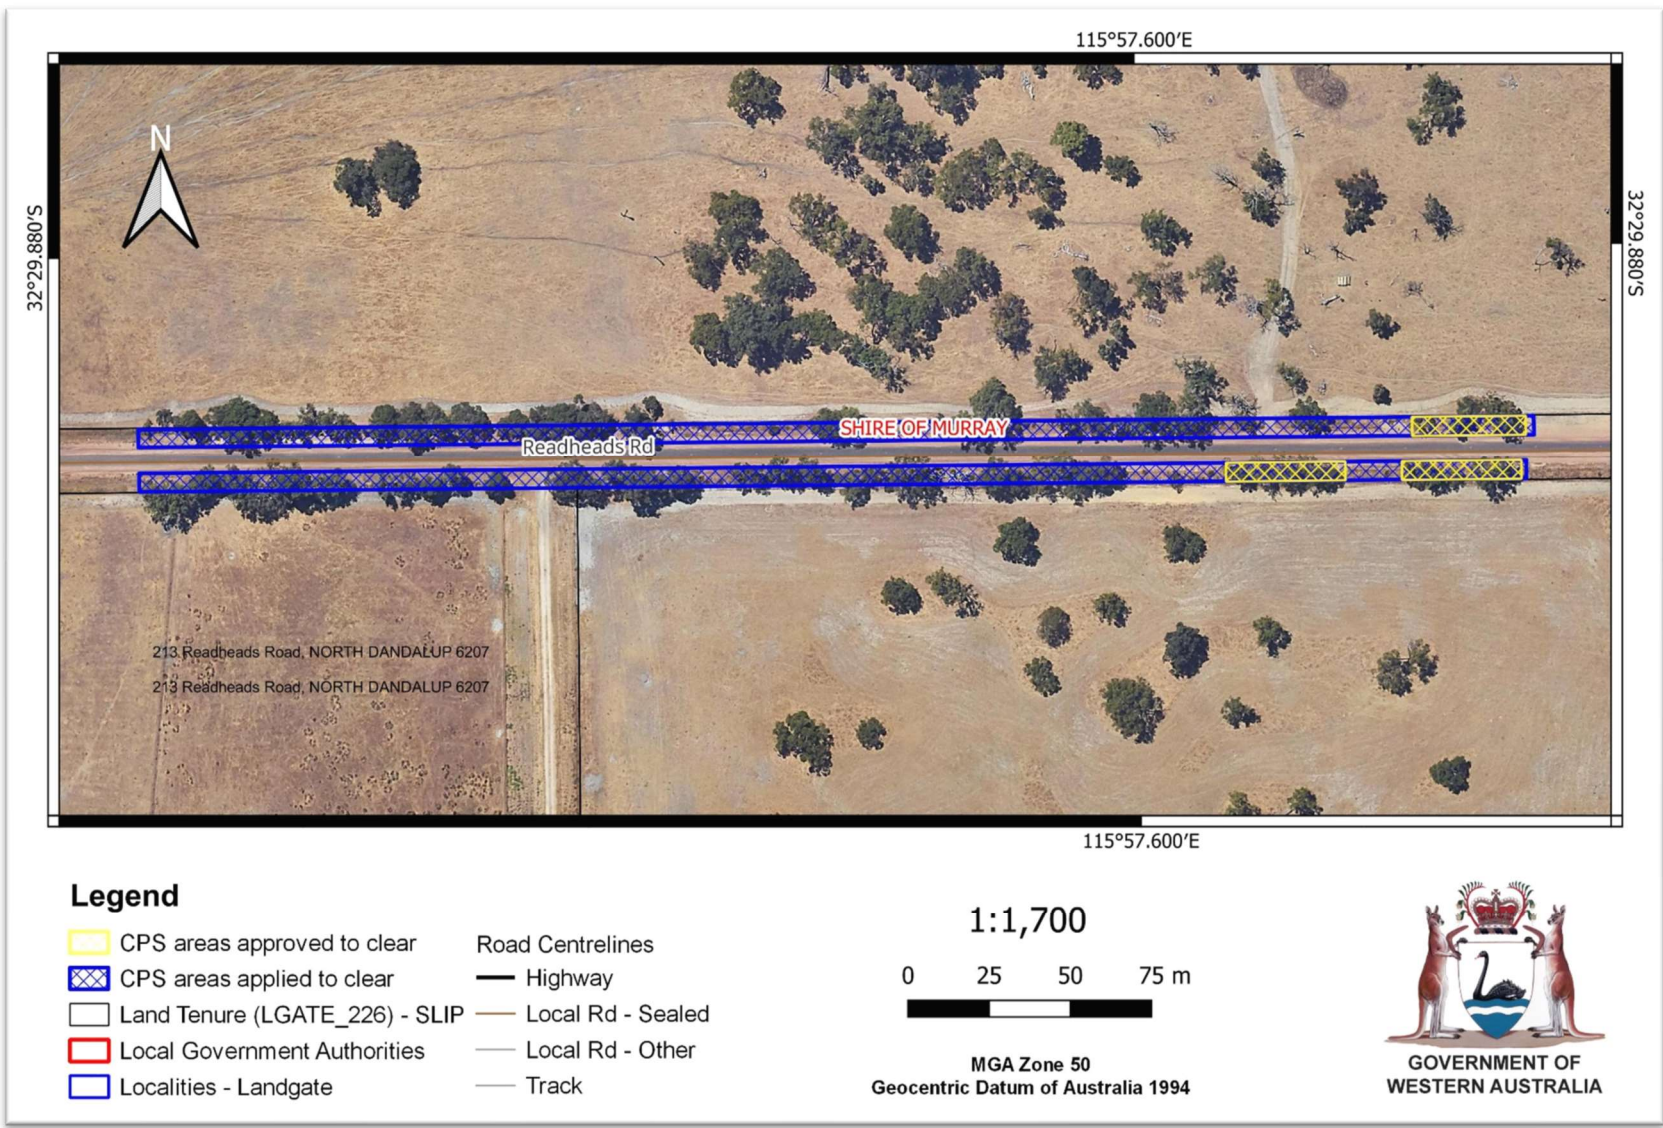 115°57.600'E
N
32°29.880'S
32°29.880'S
SHIRE OF MURRAY
Readheads Rd
213 Readheads Road, NORTH DANDALUP 6207
213 Readheads Road, NORTH DANDALUP 6207
115°57.600'E
Legend
CPS areas approved to clear
CPS areas applied to clear
Land Tenure (LGATE_226) - SLIP
Local Government Authorities
Localities - Landgate
Road Centrelines
Highway
Local Rd - Sealed
Local Rd - Other
Track
1:1,700
0 25 50 75 m
MGA Zone 50
Geocentric Datum of Australia 1994
GOVERNMENT OF
WESTERN AUSTRALIA